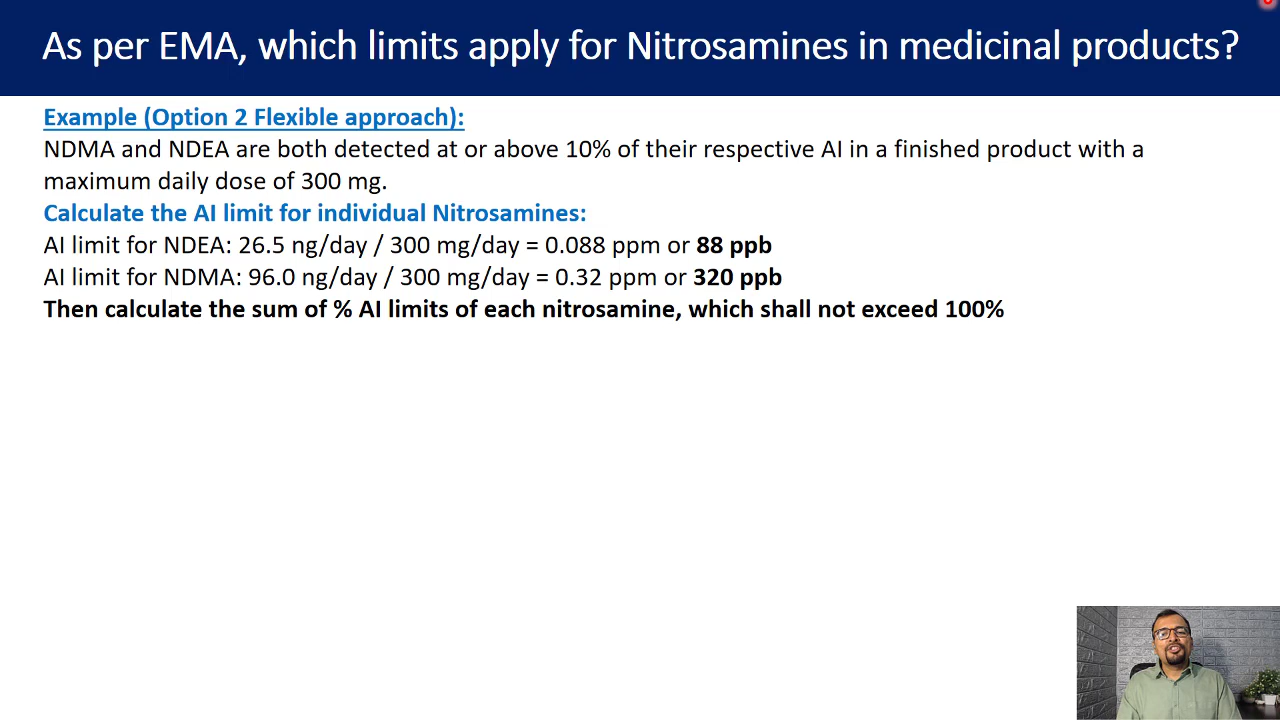 As per EMA, which limits apply for Nitrosamines in medicinal products?
Example (Option 2 Flexible approach):
NDMA and NDEA are both detected at or above 10% of their respective AI in a finished product with a
maximum daily dose of 300 mg.
Calculate the AI limit for individual Nitrosamines:
AI limit for NDEA: 26.5 ng/day / 300 mg/day = 0.088 ppm or 88 ppb
AI limit for NDMA: 96.0 ng/day / 300 mg/day = 0.32 ppm or 320 ppb
Then calculate the sum of % AI limits of each nitrosamine, which shall not exceed 100%